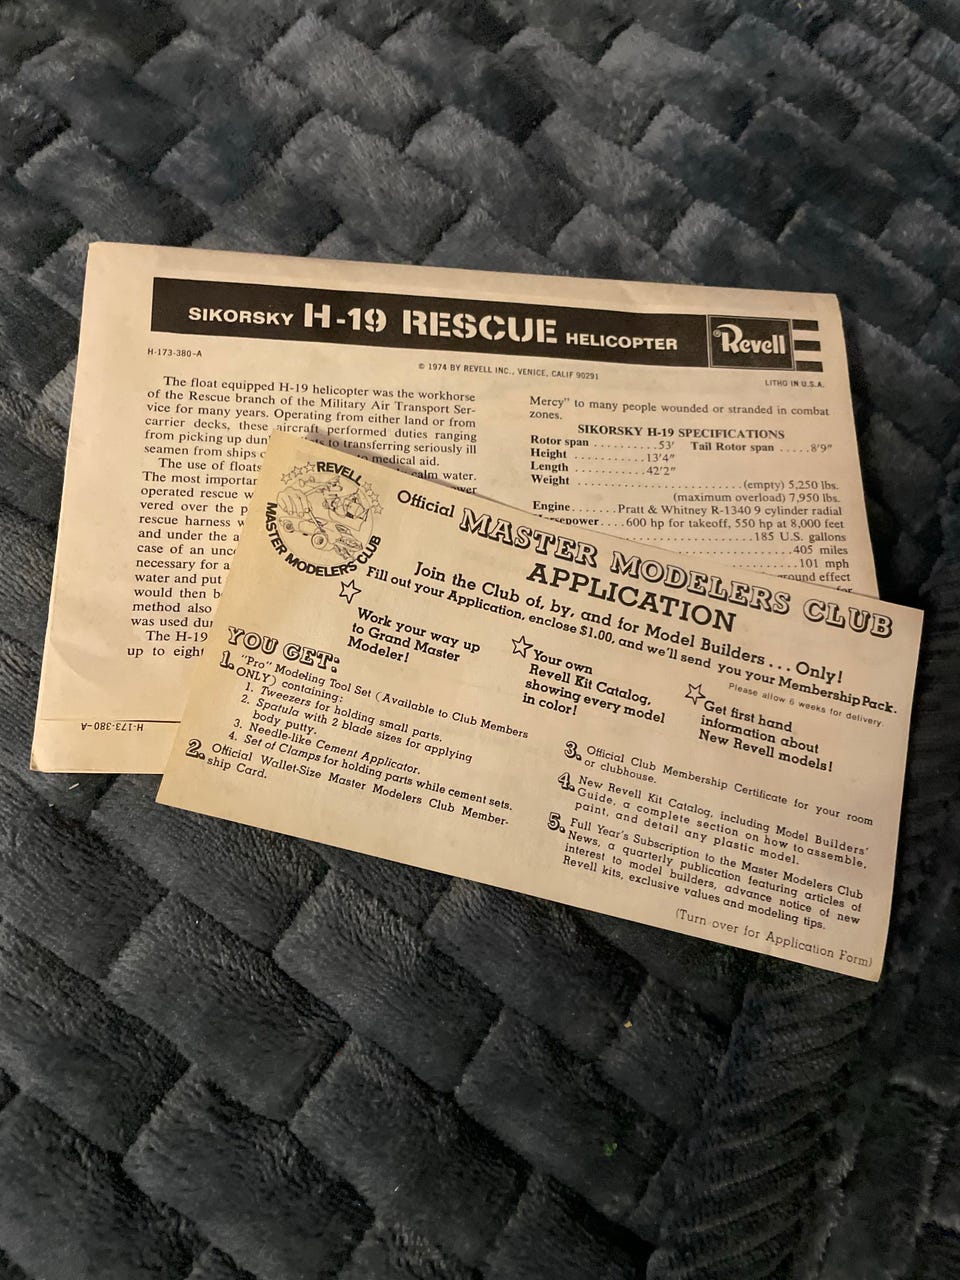 SIKORSKY H-19 RESCUE HELICOPTER
Revell
H-173-380-A
© 1974 BY REVELL INC., VENICE, CALIF 90291
LITHO IN U.S.A.
The float equipped H-19 helicopter was the workhorse
of the Rescue branch of the Military Air Transport Ser-
vice for many years. Operating from either land or from
carrier decks, these aircraft performed duties ranging
from picking up to transferring seriously ill
seamen from ships medical aid.
The use of floats calm water.
The most
operated rescue
vered over the
rescue harness
and under the
case of an
necessary for a
water and put
would then
method also
was used
The H-19
up to eight
Mercy" to many people wounded or stranded in combat
zones.
SIKORSKY H-19 SPECIFICATIONS
Rotor span .......... 53' Tail Rotor span ..... 8'9"
Height ............... 13'4"
Length ............... 42'2"
Weight ........................ (empty) 5,250 lbs.
(maximum overload) 7,950 lbs.
Engine ....... Pratt & Whitney R-1340 9 cylinder radial
.... 600 hp for takeoff, 550 hp at 8,000 feet
185 U.S. gallons
405 miles
101 mph
ground effect
for
H-173-380-A
REVELL
MASTER MODELERS CLUB
Official MASTER MODELERS CLUB
APPLICATION
Join the Club of, by, and for Model Builders . . . Only!
Fill out your Application, enclose $1.00, and we'll send you your Membership Pack.
Please allow 6 weeks for delivery.
Work your way up
to Grand Master
Modeler!
Your own
Revell Kit Catalog,
showing every model
in color!
Get first hand
information about
New Revell models!
YOU GET:
1. "Pro" Modeling Tool Set (Available to Club Members
ONLY) containing:
1. Tweezers for holding small parts.
2. Spatula with 2 blade sizes for applying
body putty.
3. Needle-like Cement Applicator.
4. Set of Clamps for holding parts while cement sets.
2. Official Wallet-Size Master Modelers Club Member-
ship Card.
3. Official Club Membership Certificate for your room
or clubhouse.
4. New Revell Kit Catalog, including Model Builders'
Guide, a complete section on how to assemble,
paint, and detail any plastic model.
5. Full Year's Subscription to the Master Modelers Club
News, a quarterly publication featuring articles of
interest to model builders, advance notice of new
Revell kits, exclusive values and modeling tips.
(Turn over for Application Form)